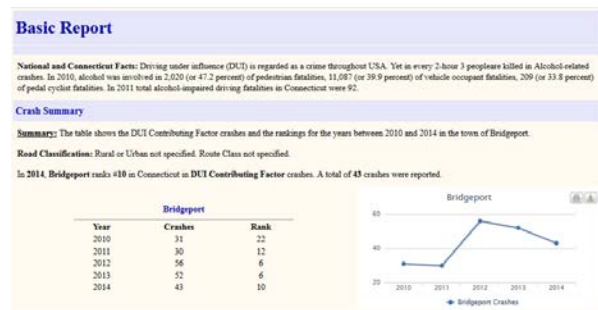 Basic Report
National and Connecticut Facts: Driving under influence (DUI) is regarded as a crime throughout USA. Yet in every 2-hour 3 peopleare killed in Alcohol-related
crashes. In 2010, alcohol was involved in 2,020 (or 47.2 percent) of pedestrian fatalities, 11,087 (or 39.9 percent) of vehicle occupant fatalities, 209 (or 33.8 percent)
of pedal cyclist fatalities. In 2011 total alcohol-impaired driving fatalities in Connecticut were 92.
Crash Summary
Summary: The table shows the DUI Contributing Factor crashes and the rankings for the years between 2010 and 2014 in the town of Bridgeport.
Road Classification: Rural or Urban not specified. Route Class not specified.
In 2014, Bridgeport ranks #10 in Connecticut in DUI Contributing Factor crashes. A total of 43 crashes were reported.
Bridgeport
Year Crashes Rank
2010 31 22
2011 30 12
2012 56 6
2013 52 6
2014 43 10
Bridgeport
60
40
20
2010 2011 2012 2013 2014
Bridgeport Crashes